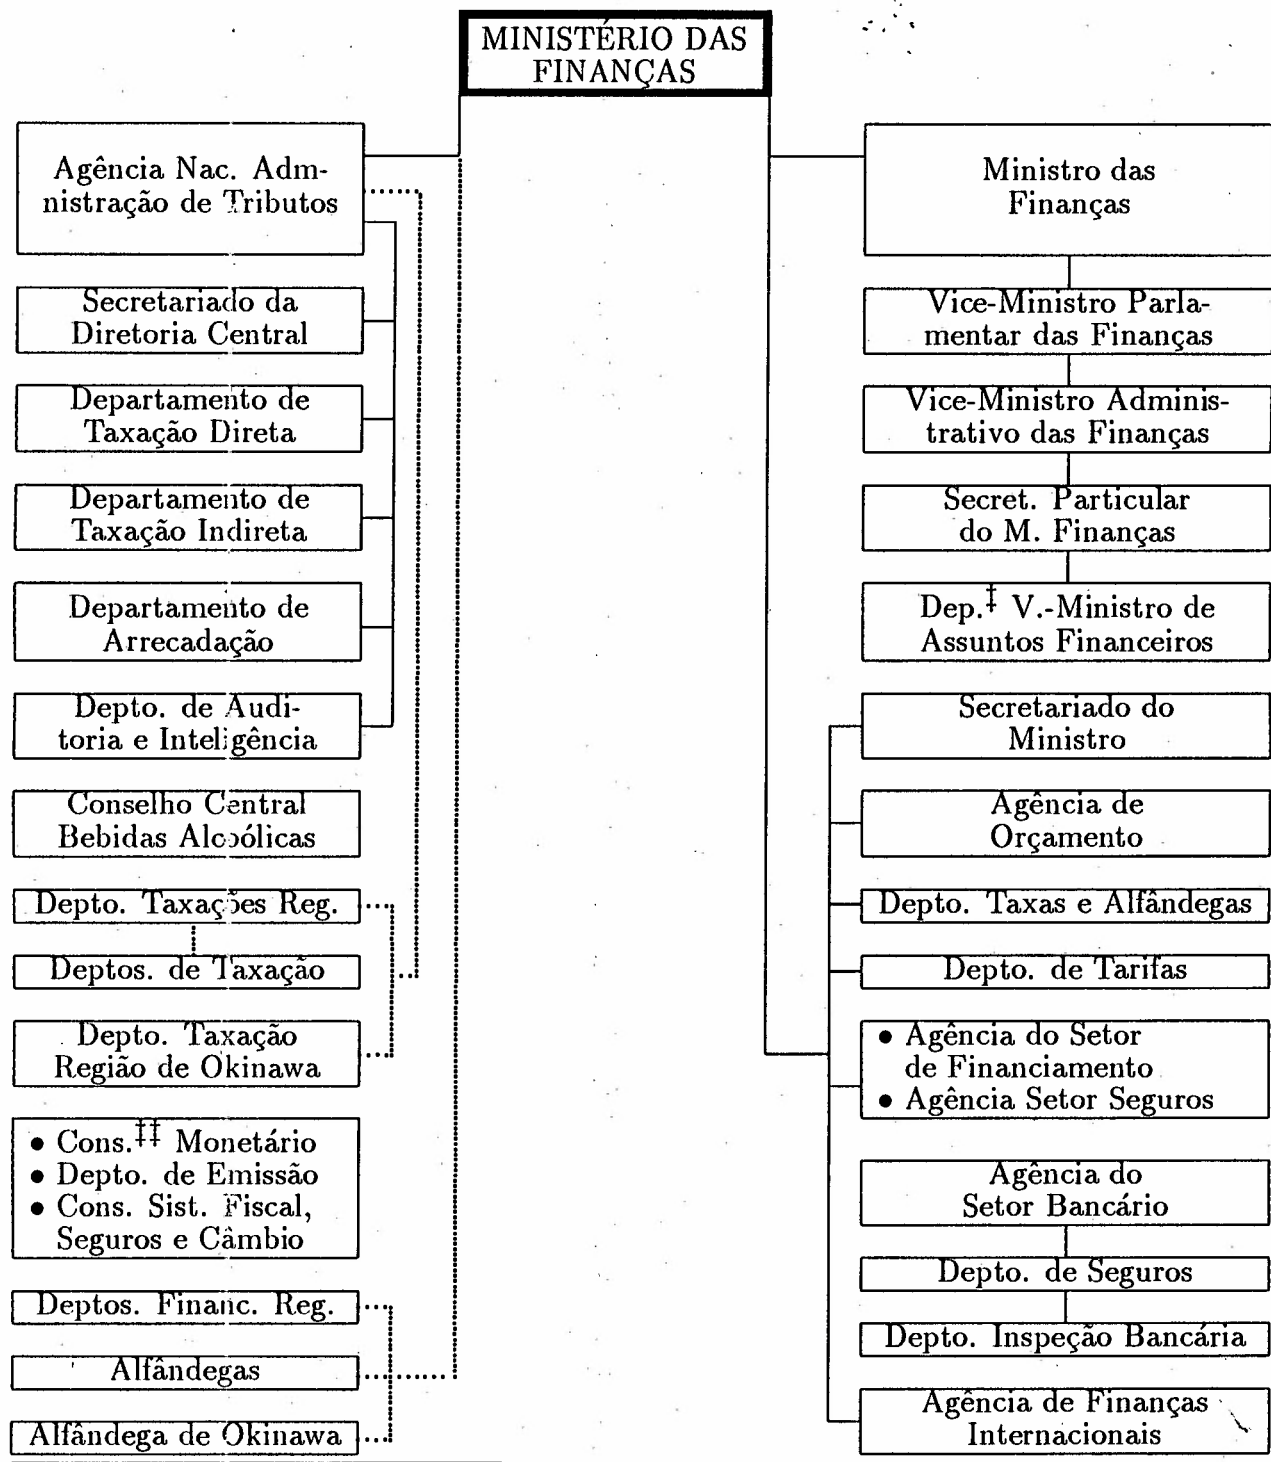 MINISTÉRIO DAS
FINANÇAS
Agência Nac. Adm-
nistração de Tributos
Secretariado da
Diretoria Central
Departamento de
Taxação Direta
Departamento de
Taxação Indireta
Departamento de
Arrecadação
Depto. de Audi-
toria e Inteligência
Conselho Central
Bebidas Alcoólicas
Depto. Taxações Reg.
Deptos. de Taxação
Depto. Taxação
Região de Okinawa
• Cons.‡‡ Monetário
• Depto. de Emissão
• Cons. Sist. Fiscal,
Seguros e Câmbio
Deptos. Financ. Reg.
Alfândegas
Alfândega de Okinawa
Ministro das
Finanças
Vice-Ministro Parla-
mentar das Finanças
Vice-Ministro Adminis-
trativo das Finanças
Secret. Particular
do M. Finanças
Dep.‡ V.-Ministro de
Assuntos Financeiros
Secretariado do
Ministro
Agência de
Orçamento
Depto. Taxas e Alfândegas
Depto. de Tarifas
• Agência do Setor
de Financiamento
• Agência Setor Seguros
Agência do
Setor Bancário
Depto. de Seguros
Depto. Inspeção Bancária
Agência de Finanças
Internacionais